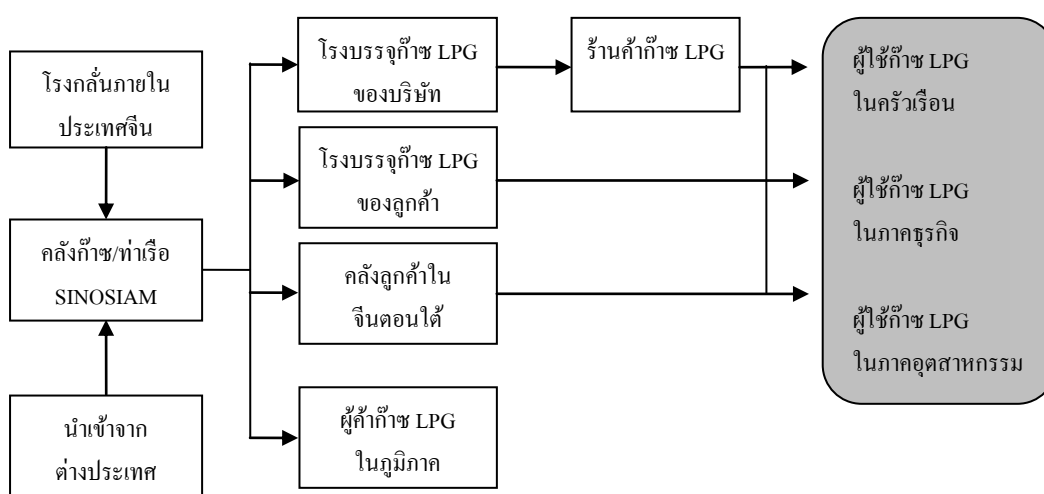 โรงกลั่นภายใน
ประเทศจีน
คลังก๊าซ/ท่าเรือ
SINOSIAM
นำเข้าจาก
ต่างประเทศ
โรงบรรจุก๊าซ LPG
ของบริษัท
โรงบรรจุก๊าซ LPG
ของลูกค้า
คลังลูกค้าใน
จีนตอนใต้
ผู้ค้าก๊าซ LPG
ในภูมิภาค
ร้านค้าก๊าซ LPG
ผู้ใช้ก๊าซ LPG
ในครัวเรือน
ผู้ใช้ก๊าซ LPG
ในภาคธุรกิจ
ผู้ใช้ก๊าซ LPG
ในภาคอุตสาหกรรม